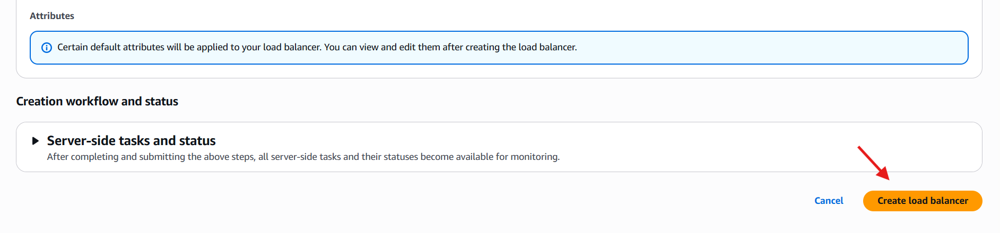 Attributes
Certain default attributes will be applied to your load balancer. You can view and edit them after creating the load balancer.
Creation workflow and status
Server-side tasks and status
After completing and submitting the above steps, all server-side tasks and their statuses become available for monitoring.
Cancel
Create load balancer